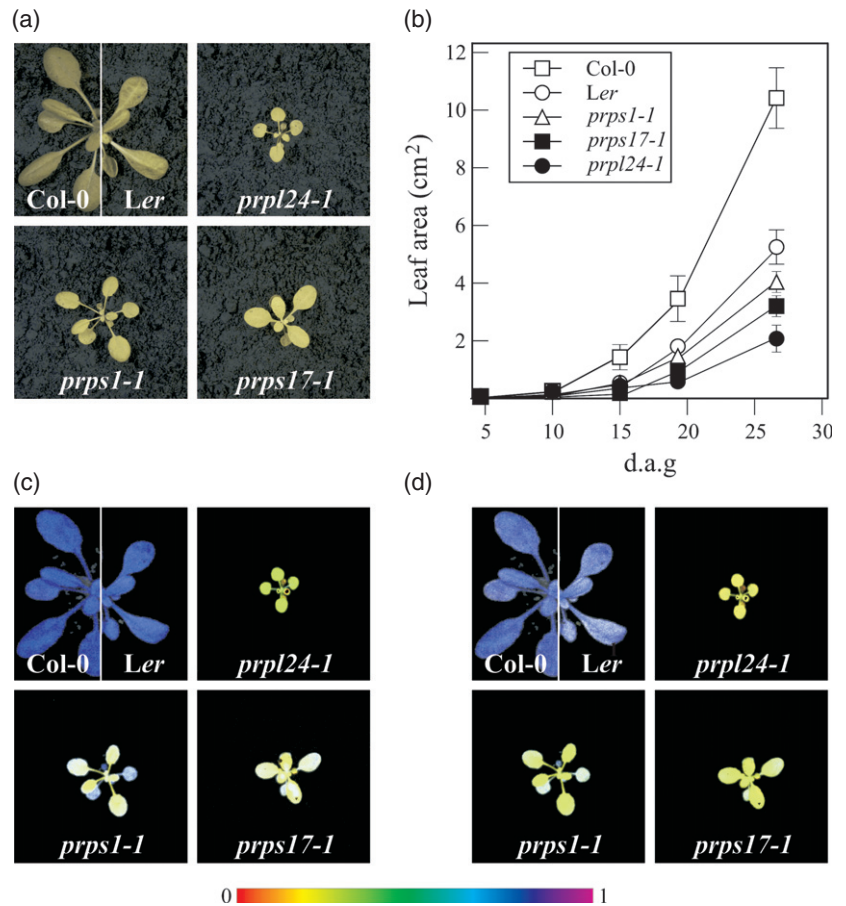 (a)
Col-0 Ler
prpl24-1
prps1-1
prps17-1
(b)
Leaf area (cm²)
12
10
8
6
4
2
5 10 15 20 25 30
d.a.g
Col-0
Ler
prps1-1
prps17-1
prpl24-1
(c)
Col-0 Ler
prpl24-1
prps1-1
prps17-1
(d)
Col-0 Ler
prpl24-1
prps1-1
prps17-1
0 1